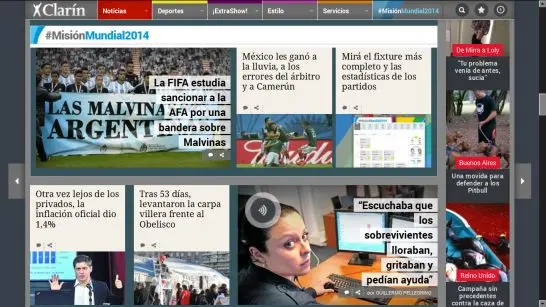 Clarín
Noticias
Deportes
¡ExtraShow!
Estilo
Servicios
#MisiónMundial2014
#MisiónMundial2014
La FIFA estudia
sancionar a la
AFA por una
bandera sobre
Malvinas
LAS MALVINAS
ARGENT
México les ganó a
la lluvia, a los
errores del árbitro
y a Camerún
Mirá el fixture más
completo y las
estadísticas de los
partidos
De Mira a Loly
"Tu problema
venía de antes,
sucia"
Buenos Aires
Una movida para
defender a los
Pitbull
Otra vez lejos de los
privados, la
inflación oficial dio
1,4%
Tras 53 días,
levantaron la carpa
villera frente al
Obelisco
"Escuchaba que
los
sobrevivientes
lloraban,
gritaban y
pedían ayuda"
por GUILLERMO PELLEGRINO
Reino Unido
Campaña sin
precedentes
contra la caza de